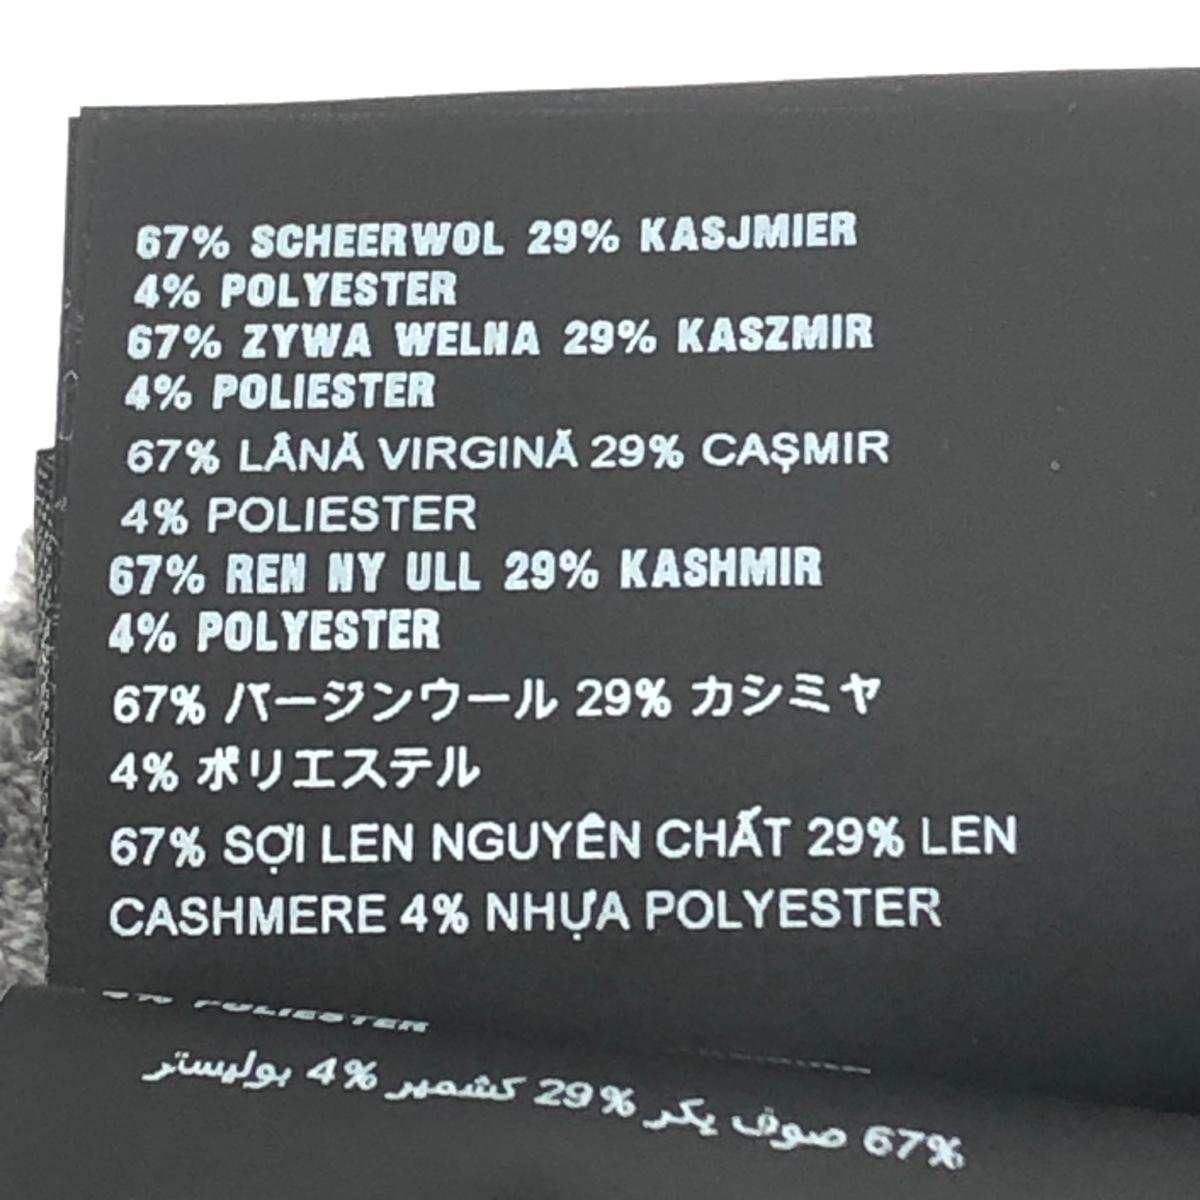 67% SCHEERWOL 29% KASJMIER
4% POLYESTER
67% ZYWA WELNA 29% KASZMIR
4% POLIESTER
67% LÂNĂ VIRGINĂ 29% CAŞMIR
4% POLIESTER
67% REN NY ULL 29% KASHMIR
4% POLYESTER
67% バージンウール 29% カシミヤ
4% ポリエステル
67% SỢI LEN NGUYÊN CHẤT 29% LEN
CASHMERE 4% NHỰA POLYESTER
POLIESTER
67% صوف بكر 29% كشمير 4% بوليستر